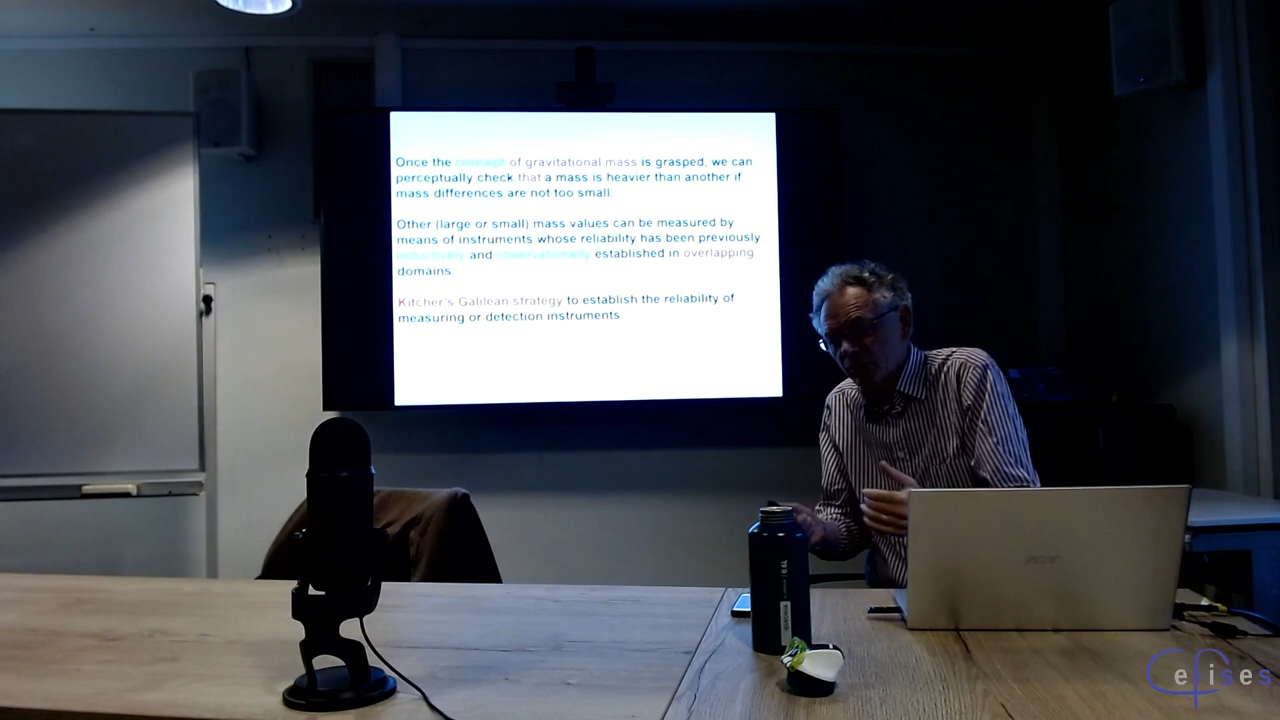 Once the concept of gravitational mass is grasped, we can
perceptually check that a mass is heavier than another if
mass differences are not too small.
Other (large or small) mass values can be measured by
means of instruments whose reliability has been previously
inductively and observationally established in overlapping
domains
Kitcher's Galilean strategy to establish the reliability of
measuring or detection instruments
acer
QUECHUA
Cefises